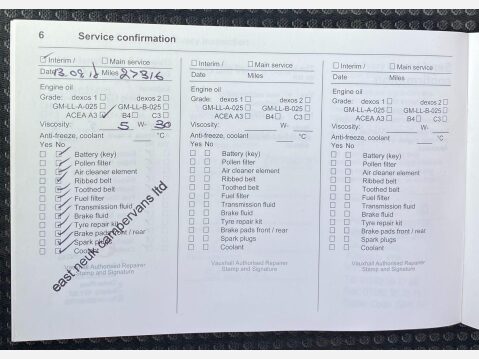 6 Service confirmation
Interim / Main service
Miles 27816
Engine oil
Grade: dexos 1 dexos 2
GM-LL-A-025 GM-LL-B-025
ACEA A3 B4 C3
Viscosity: 5 W- 30
Anti-freeze, coolant °C
Yes No
Battery (key)
Pollen filter
Air cleaner element
Ribbed belt
Toothed belt
Fuel filter
Transmission fluid
Brake fluid
Tyre repair kit
Brake pads front / rear
Spark plugs
Coolant
Vauxhall Authorised Repairer
Stamp and Signature
east neuk campervans ltd
Interim / Main service
Date Miles
Engine oil
Grade: dexos 1 dexos 2
GM-LL-A-025 GM-LL-B-025
ACEA A3 B4 C3
Viscosity: W-
Anti-freeze, coolant °C
Yes No
Battery (key)
Pollen filter
Air cleaner element
Ribbed belt
Toothed belt
Fuel filter
Transmission fluid
Brake fluid
Tyre repair kit
Brake pads front / rear
Spark plugs
Coolant
Vauxhall Authorised Repairer
Stamp and Signature
Interim / Main service
Date Miles
Engine oil
Grade: dexos 1 dexos 2
GM-LL-A-025 GM-LL-B-025
ACEA A3 B4 C3
Viscosity: W-
Anti-freeze, coolant °C
Yes No
Battery (key)
Pollen filter
Air cleaner element
Ribbed belt
Toothed belt
Fuel filter
Transmission fluid
Brake fluid
Tyre repair kit
Brake pads front / rear
Spark plugs
Coolant
Vauxhall Authorised Repairer
Stamp and Signature